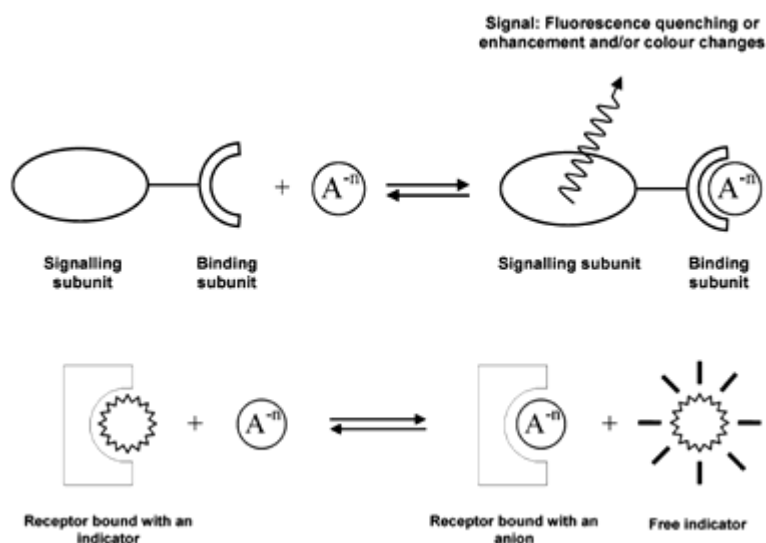 Signal: Fluorescence quenching or
enhancement and/or colour changes
+ A⁻ⁿ
A⁻ⁿ
Signalling
subunit
Binding
subunit
Signalling subunit
Binding
subunit
+ A⁻ⁿ
A⁻ⁿ +
Receptor bound with an
indicator
Receptor bound with an
anion
Free indicator